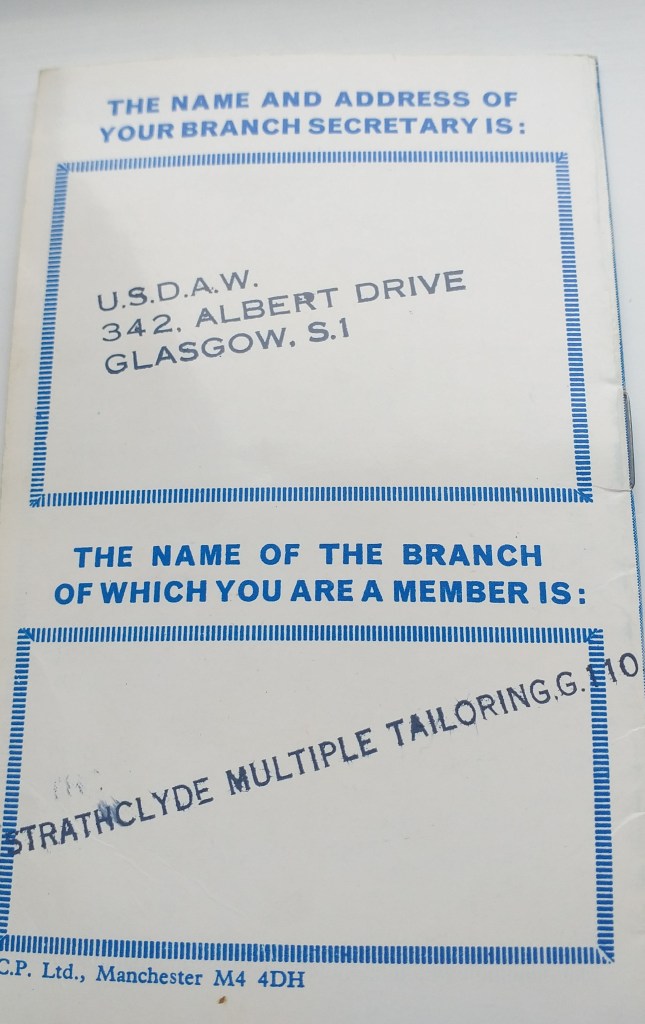 THE NAME AND ADDRESS OF
YOUR BRANCH SECRETARY IS:
U.S.D.A.W.
342, ALBERT DRIVE
GLASGOW, S.1
THE NAME OF THE BRANCH
OF WHICH YOU ARE A MEMBER IS:
STRATHCLYDE MULTIPLE TAILORING.G.110
C.P. Ltd., Manchester M4 4DH